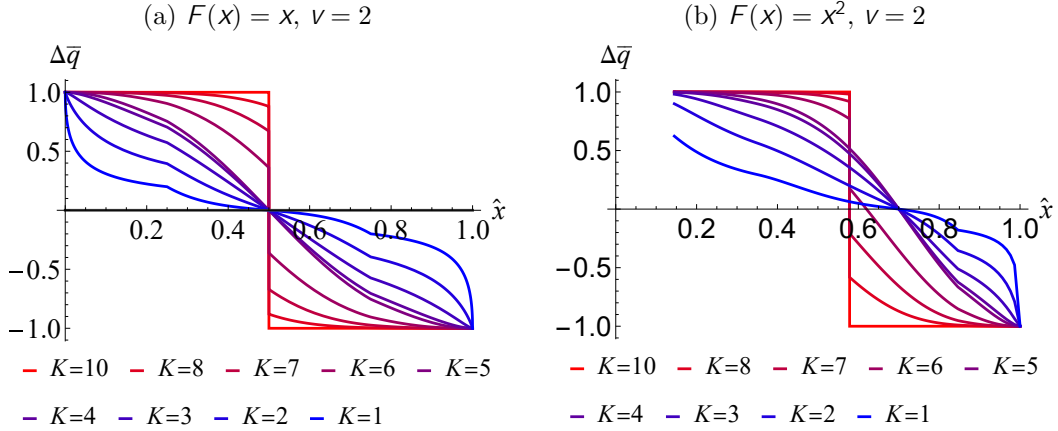 (a) F(x) = x, v = 2
Δq̅
1.0
0.5
−0.5
−1.0
0.2 0.4 0.6 0.8 1.0
x̂
K=10 K=8 K=7 K=6 K=5
K=4 K=3 K=2 K=1
(b) F(x) = x², v = 2
Δq̅
1.0
0.5
−0.5
−1.0
0.2 0.4 0.6 0.8 1.0
x̂
K=10 K=8 K=7 K=6 K=5
K=4 K=3 K=2 K=1